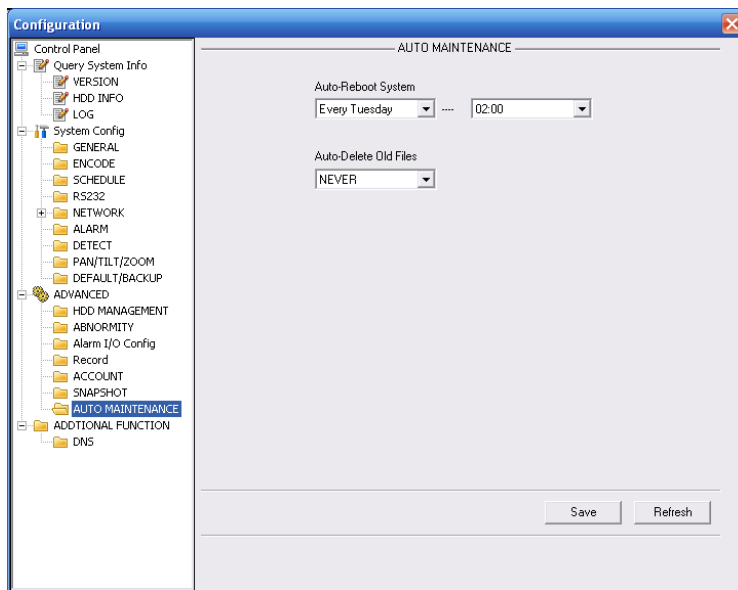 Configuration
Control Panel
Query System Info
VERSION
HDD INFO
LOG
System Config
GENERAL
ENCODE
SCHEDULE
RS232
NETWORK
ALARM
DETECT
PAN/TILT/ZOOM
DEFAULT/BACKUP
ADVANCED
HDD MANAGEMENT
ABNORMITY
Alarm I/O Config
Record
ACCOUNT
SNAPSHOT
AUTO MAINTENANCE
ADDTIONAL FUNCTION
DNS
AUTO MAINTENANCE
Auto-Reboot System
Every Tuesday ---- 02:00
Auto-Delete Old Files
NEVER
Save Refresh